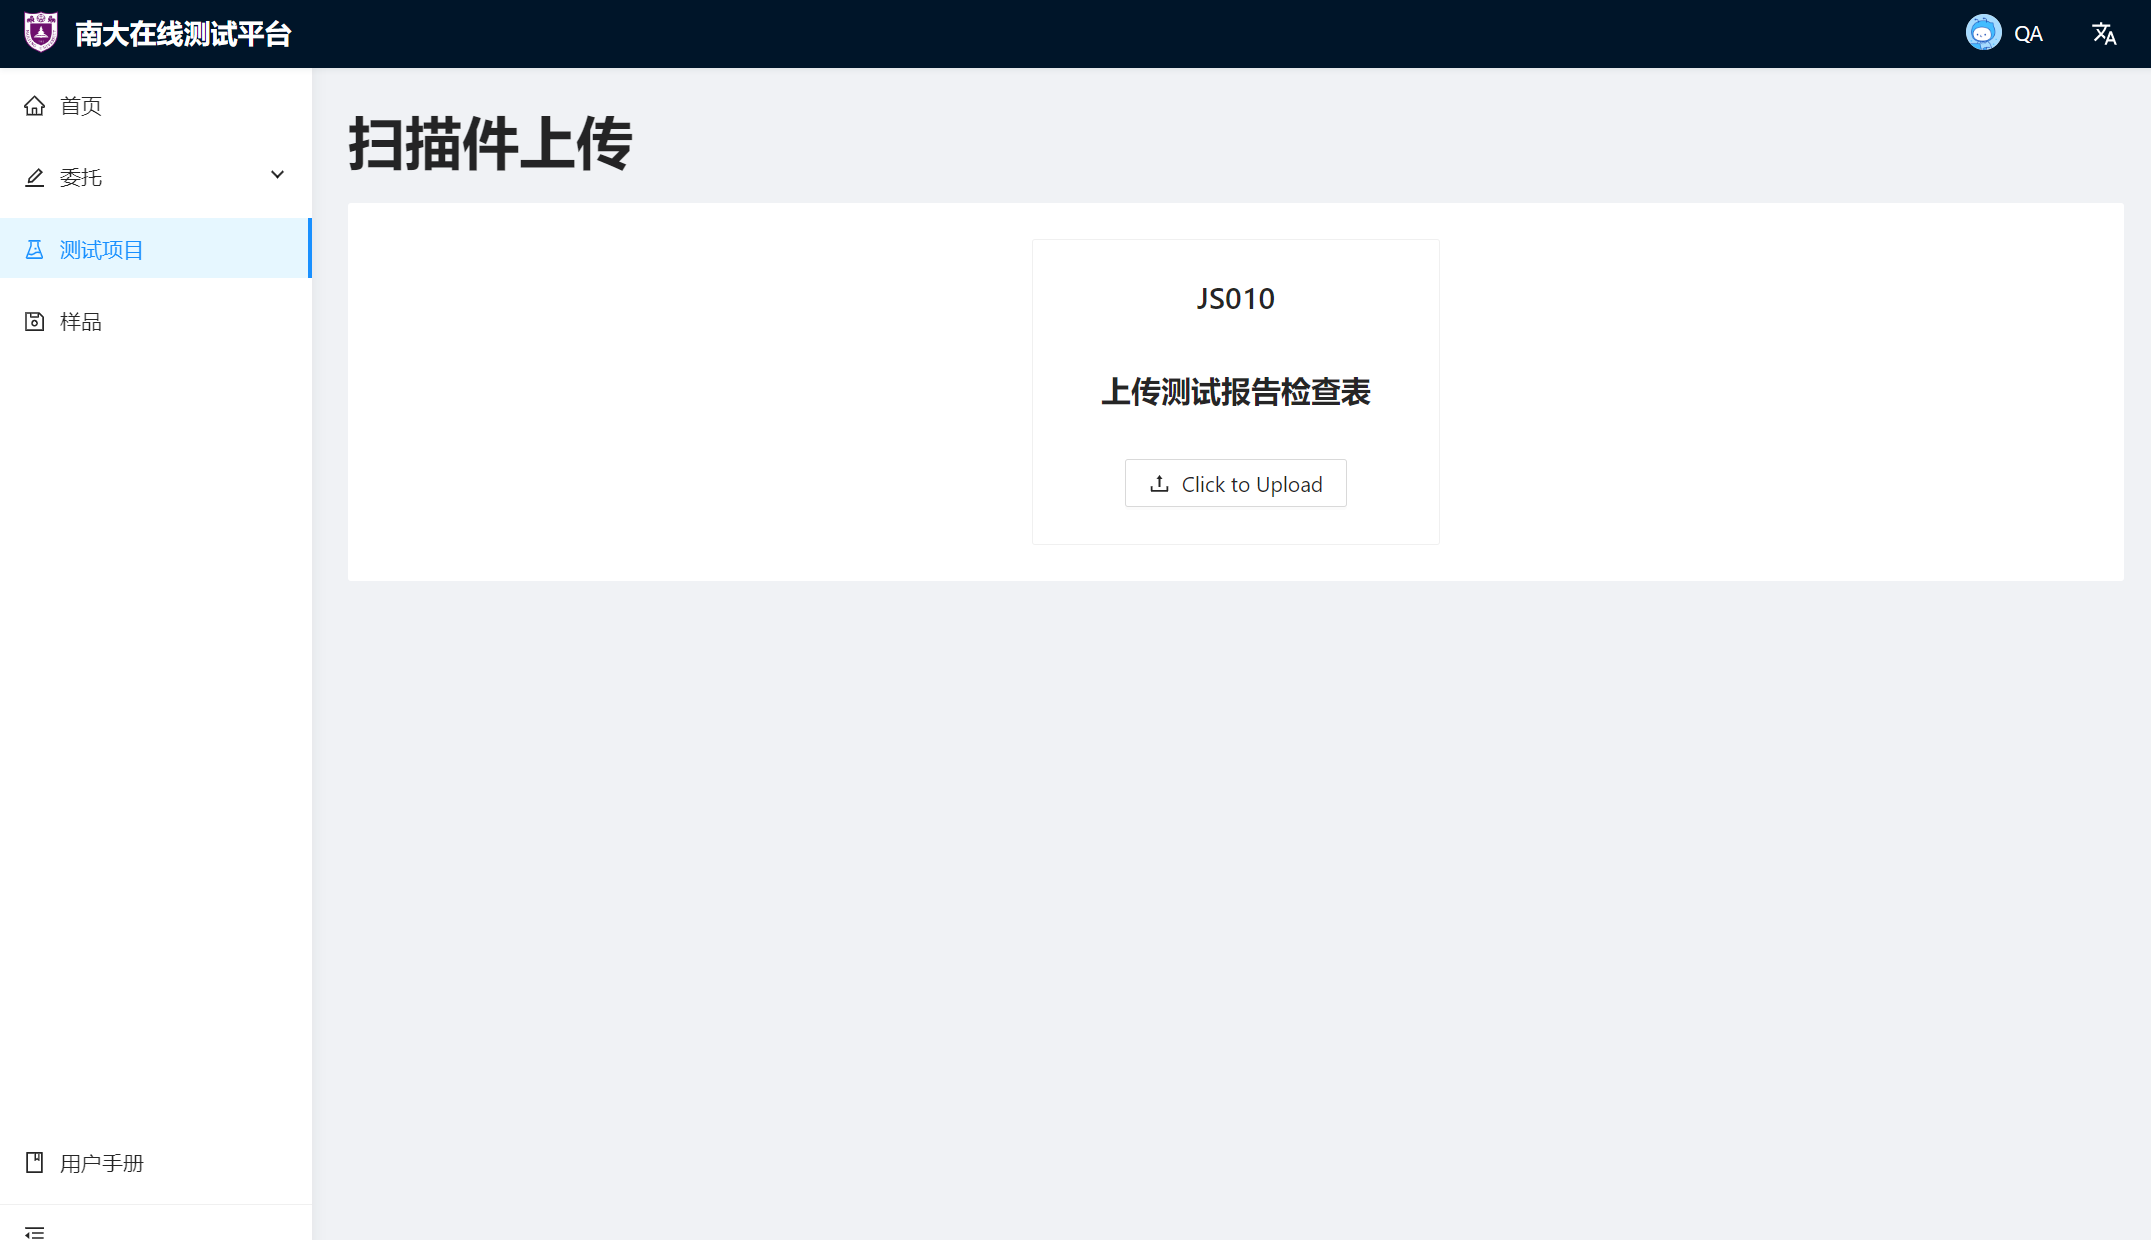 南大在线测试平台
QA
首页
委托
测试项目
样品
用户手册
扫描件上传
JS010
上传测试报告检查表
Click to Upload